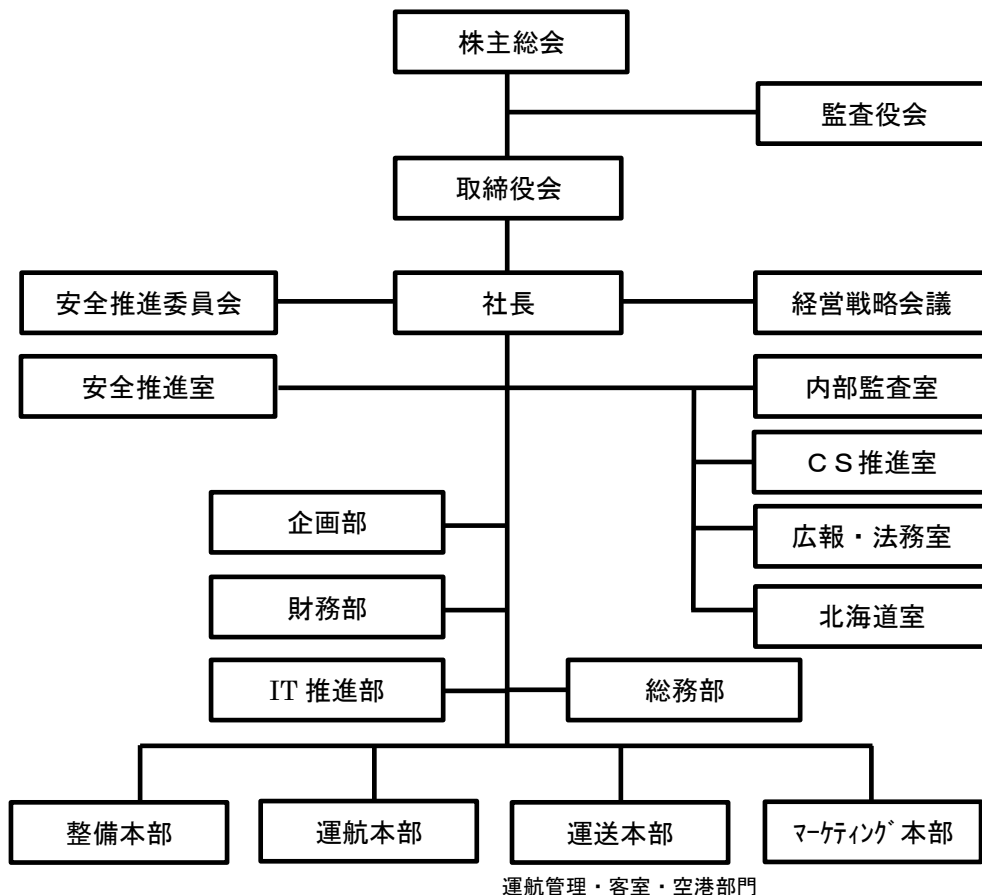 株主総会
監査役会
取締役会
安全推進委員会
社長
経営戦略会議
安全推進室
内部監査室
ＣＳ推進室
企画部
広報・法務室
財務部
北海道室
IT 推進部
総務部
整備本部
運航本部
運送本部
ﾏｰｹﾃｨﾝｸﾞ本部
運航管理・客室・空港部門